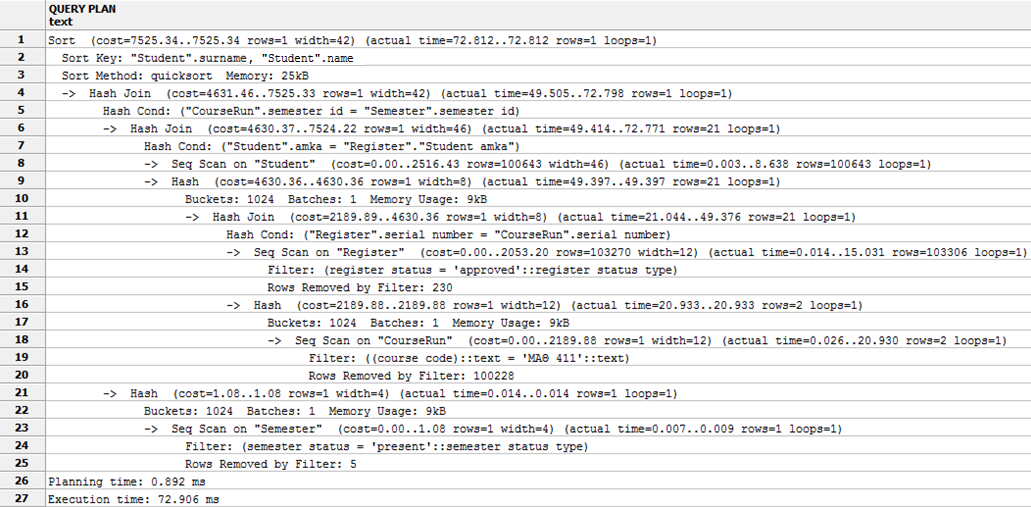 QUERY PLAN
text
1 Sort (cost=7525.34..7525.34 rows=1 width=42) (actual time=72.812..72.812 rows=1 loops=1)
2 Sort Key: "Student".surname, "Student".name
3 Sort Method: quicksort Memory: 25kB
4 -> Hash Join (cost=4631.46..7525.33 rows=1 width=42) (actual time=49.505..72.798 rows=1 loops=1)
5 Hash Cond: ("CourseRun".semester id = "Semester".semester id)
6 -> Hash Join (cost=4630.37..7524.22 rows=1 width=46) (actual time=49.414..72.771 rows=21 loops=1)
7 Hash Cond: ("Student".amka = "Register"."Student amka")
8 -> Seq Scan on "Student" (cost=0.00..2516.43 rows=100643 width=46) (actual time=0.003..8.638 rows=100643 loops=1)
9 -> Hash (cost=4630.36..4630.36 rows=1 width=8) (actual time=49.397..49.397 rows=21 loops=1)
10 Buckets: 1024 Batches: 1 Memory Usage: 9kB
11 -> Hash Join (cost=2189.89..4630.36 rows=1 width=8) (actual time=21.044..49.376 rows=21 loops=1)
12 Hash Cond: ("Register".serial number = "CourseRun".serial number)
13 -> Seq Scan on "Register" (cost=0.00..2053.20 rows=103270 width=12) (actual time=0.014..15.031 rows=103306 loops=1)
14 Filter: (register status = 'approved'::register status type)
15 Rows Removed by Filter: 230
16 -> Hash (cost=2189.88..2189.88 rows=1 width=12) (actual time=20.933..20.933 rows=2 loops=1)
17 Buckets: 1024 Batches: 1 Memory Usage: 9kB
18 -> Seq Scan on "CourseRun" (cost=0.00..2189.88 rows=1 width=12) (actual time=0.026..20.930 rows=2 loops=1)
19 Filter: ((course code)::text = 'ΜΑΘ 411'::text)
20 Rows Removed by Filter: 100228
21 -> Hash (cost=1.08..1.08 rows=1 width=4) (actual time=0.014..0.014 rows=1 loops=1)
22 Buckets: 1024 Batches: 1 Memory Usage: 9kB
23 -> Seq Scan on "Semester" (cost=0.00..1.08 rows=1 width=4) (actual time=0.007..0.009 rows=1 loops=1)
24 Filter: (semester status = 'present'::semester status type)
25 Rows Removed by Filter: 5
26 Planning time: 0.892 ms
27 Execution time: 72.906 ms